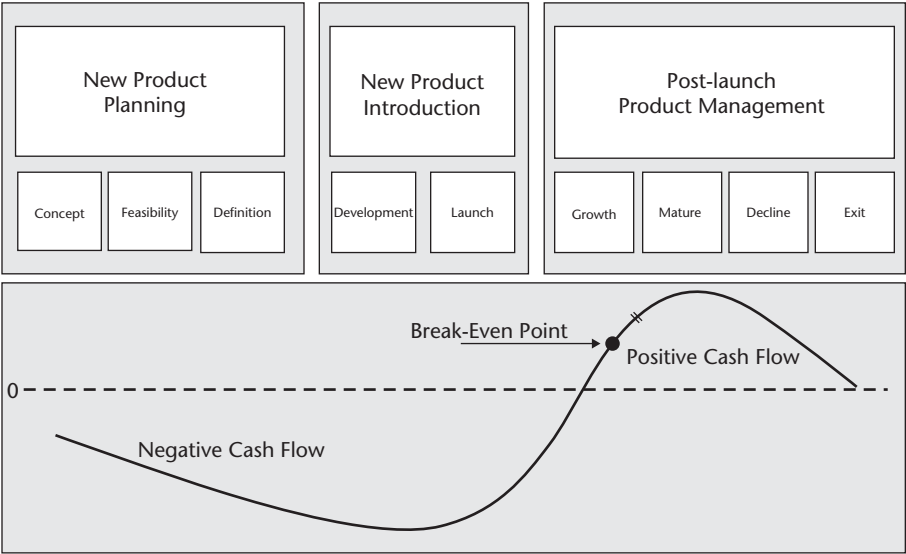 New Product
Planning
New Product
Introduction
Post-launch
Product Management
Concept
Feasibility
Definition
Development
Launch
Growth
Mature
Decline
Exit
Break-Even Point
Positive Cash Flow
0
Negative Cash Flow